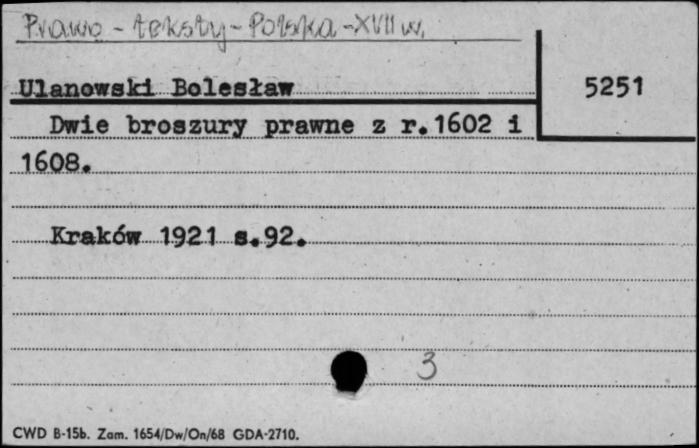 Prawo - teksty - Polska - XVII w.
Ulanowski Bolesław
5251
Dwie broszury prawne z r.1602 i
1608.
Kraków 1921 s.92.
3
CWD B-15b. Zam. 1654/Dw/On/68 GDA-2710.